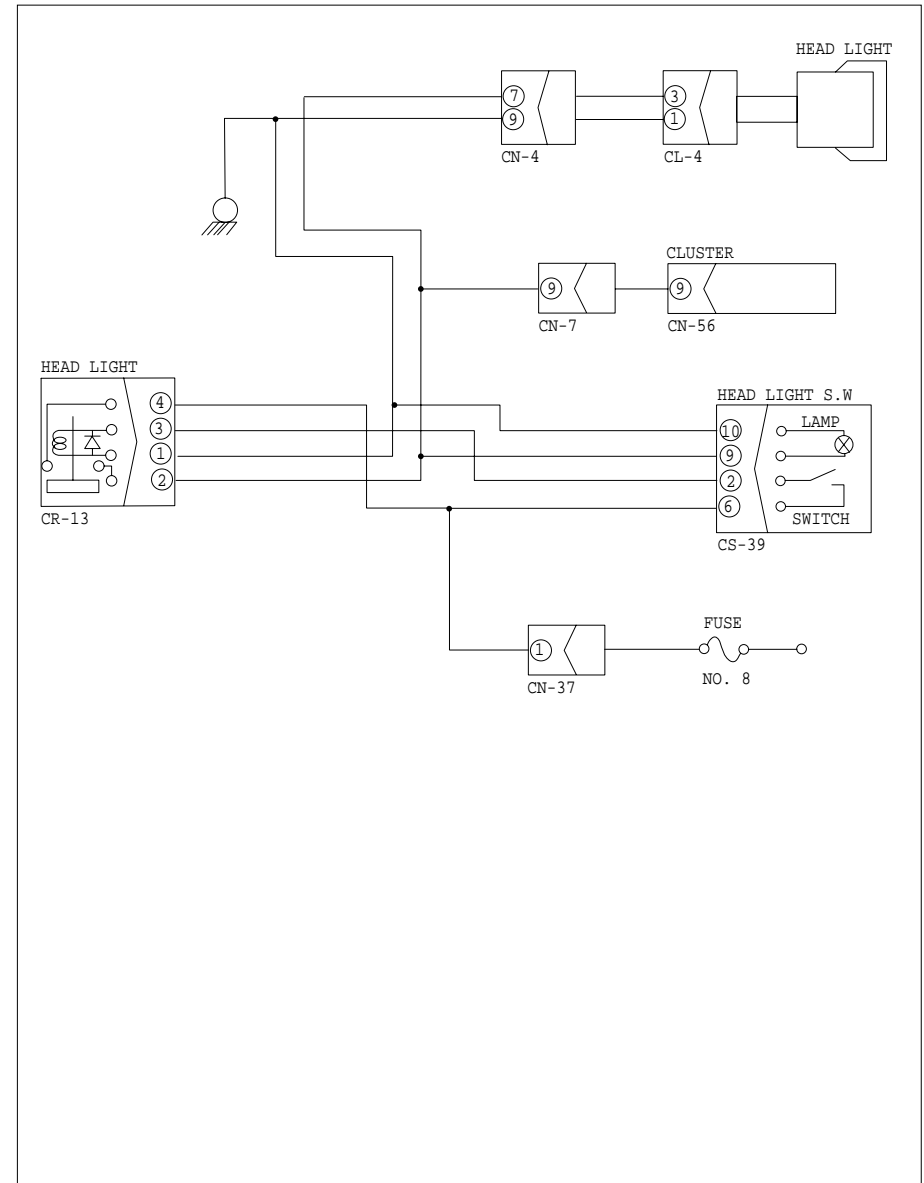 HEAD LIGHT
7
3
9
1
CN-4
CL-4
CLUSTER
9
9
CN-7
CN-56
HEAD LIGHT
4
3
1
2
CR-13
HEAD LIGHT S.W
10
LAMP
9
2
6
SWITCH
CS-39
FUSE
1
NO. 8
CN-37